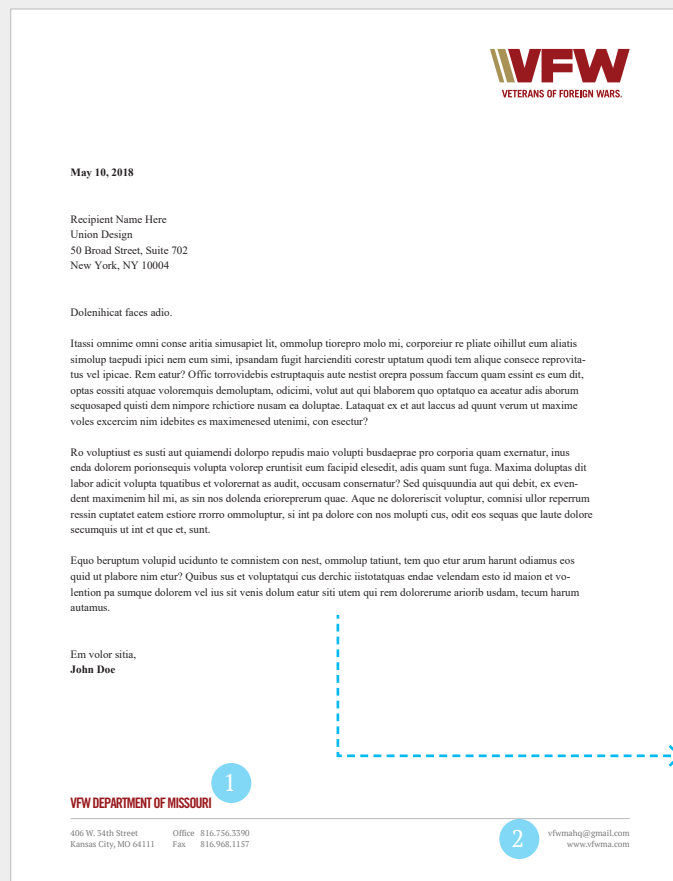 VFW
VETERANS OF FOREIGN WARS.
May 10, 2018
Recipient Name Here
Union Design
50 Broad Street, Suite 702
New York, NY 10004
Dolenihicat faces adio.
Itassi omnime omni conse aritia simusapiet lit, ommolup tiorepro molo mi, corporeiur re pliate oihillut eum aliatis
simolup taepudi ipici nem eum simi, ipsandam fugit harcienditi corestr uptatum quodi tem alique consece reprovita-
tus vel ipicae. Rem eatur? Offic torrovidebis estruptaquis aute nestist orepra possum faccum quam essint es eum dit,
optas eossiti atquae voloremquis demoluptam, odicimi, volut aut qui blaborem quo optatquo ea aceatur adis aborum
sequosaped quisti dem nimpore rchictiore nusam ea doluptae. Lataquat ex et aut laccus ad quunt verum ut maxime
voles excercim nim idebites es maximenesed utenimi, con esectur?
Ro voluptiust es susti aut quiamendi dolorpo repudis maio volupti busdaeprae pro corporia quam exernatur, inus
enda dolorem porionsequis volupta volorep eruntisit eum facipid elesedit, adis quam sunt fuga. Maxima doluptas dit
labor adicit volupta tquatibus et volorernat as audit, occusam consernatur? Sed quisquundia aut qui debit, ex even-
dent maximenim hil mi, as sin nos dolenda erioreprerum quae. Aque ne doloreriscit voluptur, comnisi ullor reperrum
ressin cuptatet eatem estiore rrorro ommoluptur, si int pa dolore con nos molupti cus, odit eos sequas que laute dolore
secumquis ut int et que et, sunt.
Equo beruptum volupid ucidunto te comnistem con nest, ommolup tatiunt, tem quo etur arum harunt odiamus eos
quid ut plabore nim etur? Quibus sus et voluptatqui cus derchic iistotatquas endae velendam esto id maion et vo-
lention pa sumque dolorem vel ius sit venis dolum eatur siti utem qui rem dolorerume ariorib usdam, tecum harum
autamus.
Em volor sitia,
John Doe
1
VFW DEPARTMENT OF MISSOURI
406 W. 34th Street Office 816.756.3390 2 vfwmahq@gmail.com
Kansas City, MO 64111 Fax 816.968.1157 www.vfwma.com